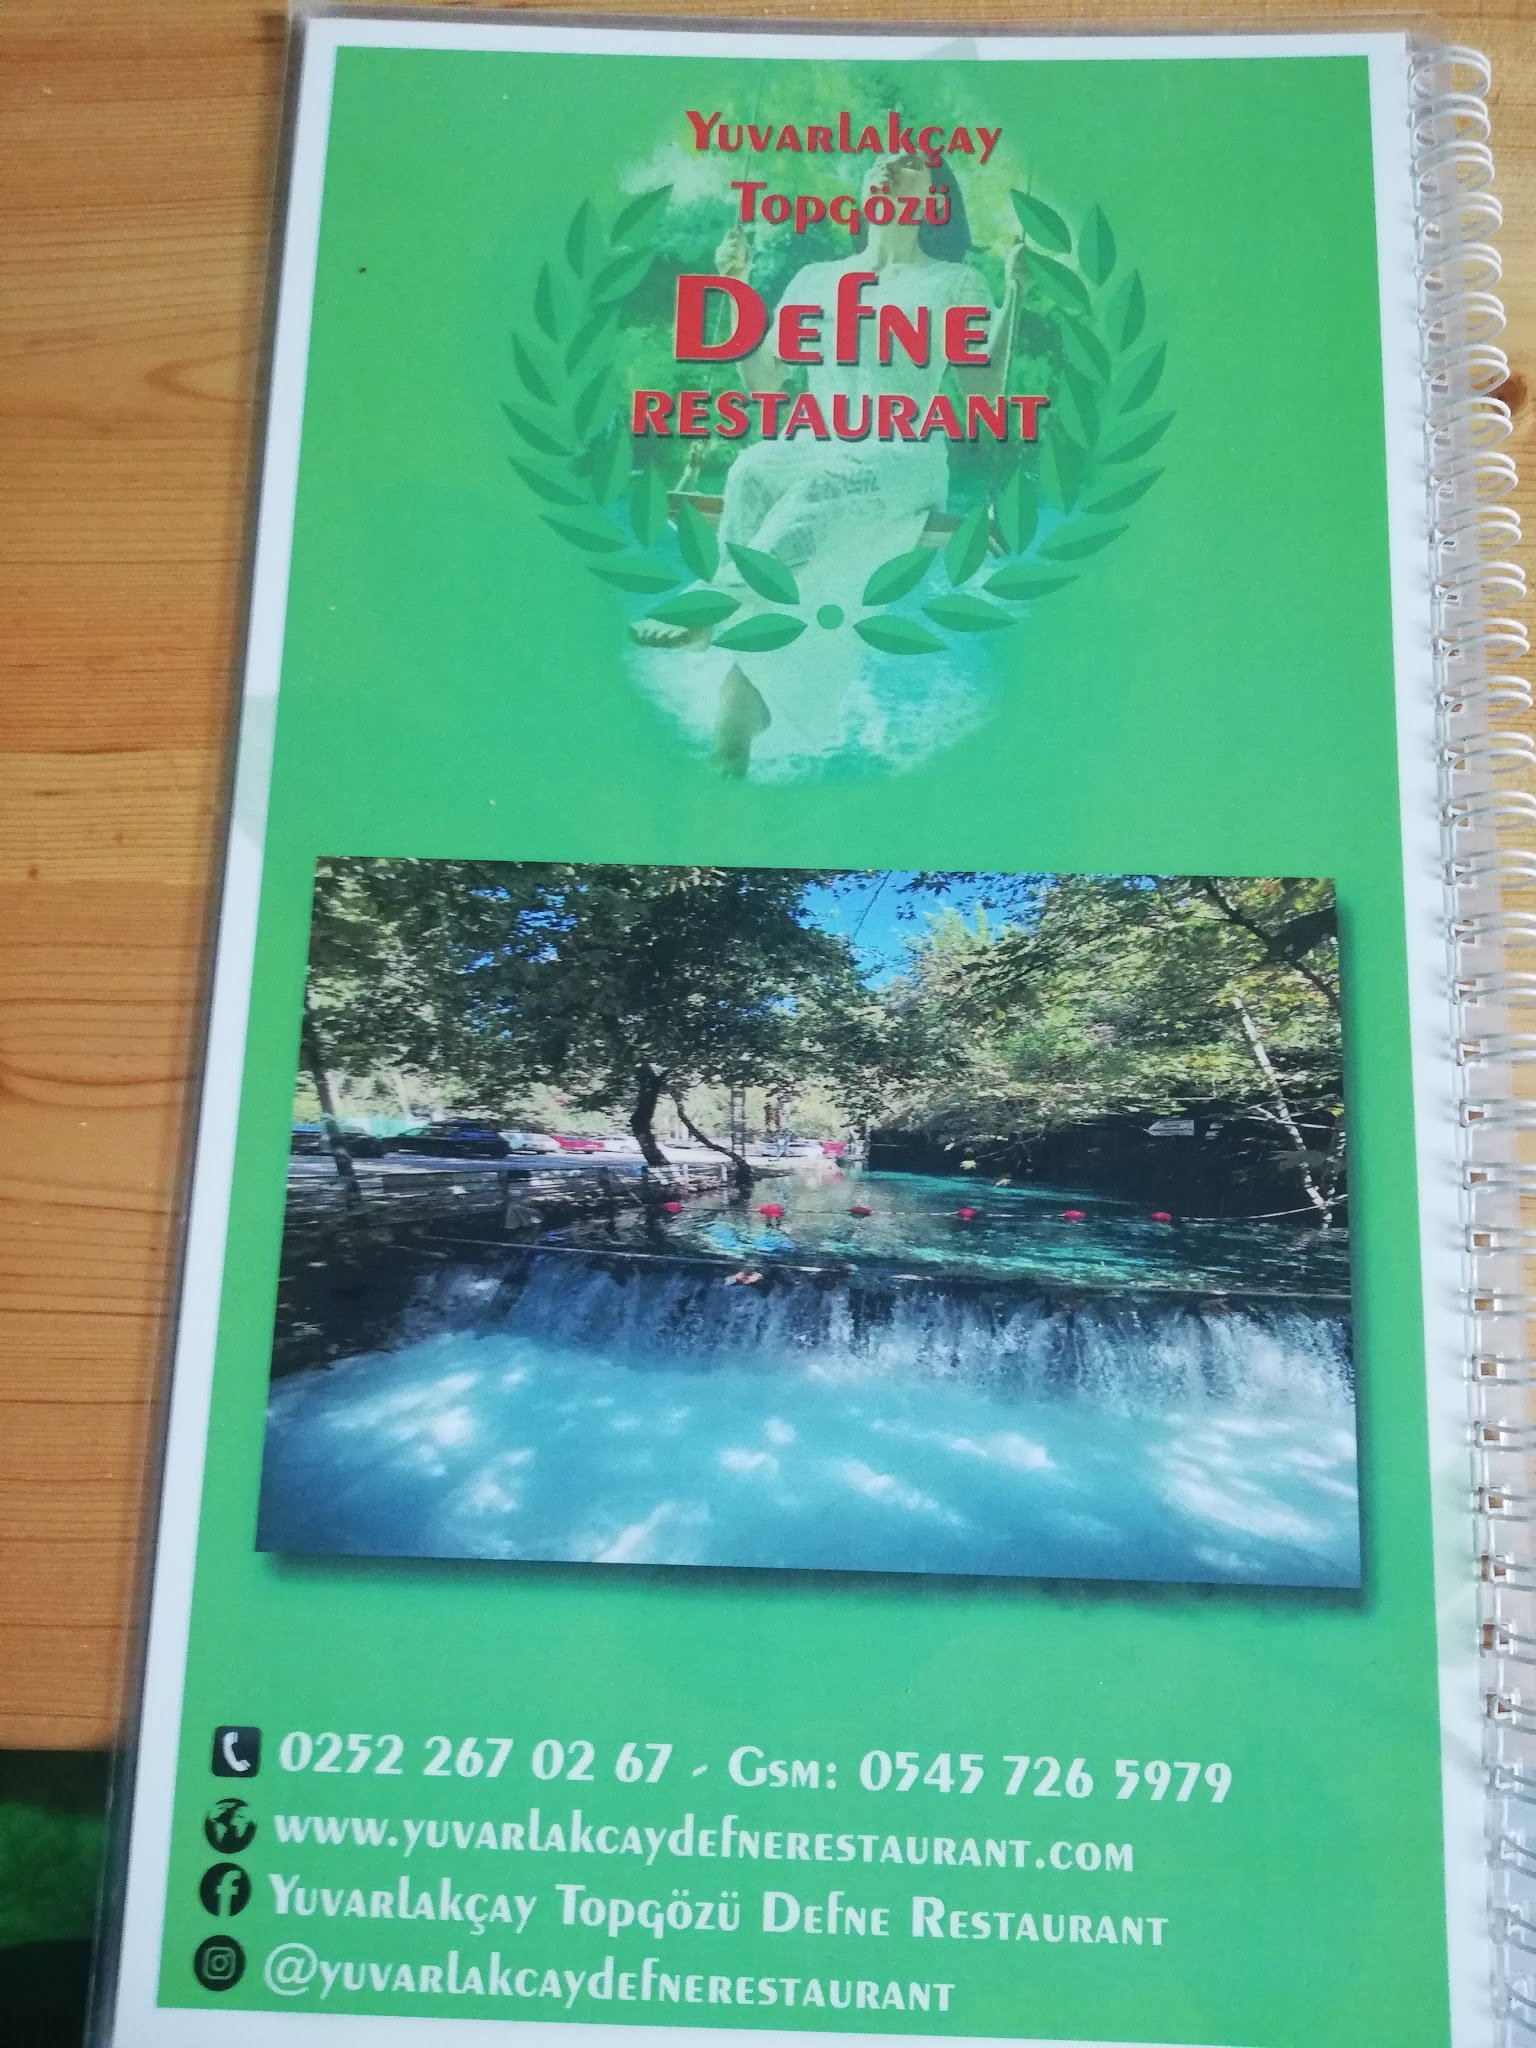 Yuvarlakçay
Topgözü
Defne
RESTAURANT
0252 267 02 67 - Gsm: 0545 726 5979
www.yuvarlakcaydefnerestaurant.com
Yuvarlakçay Topgözü Defne Restaurant
@yuvarlakcaydefnerestaurant